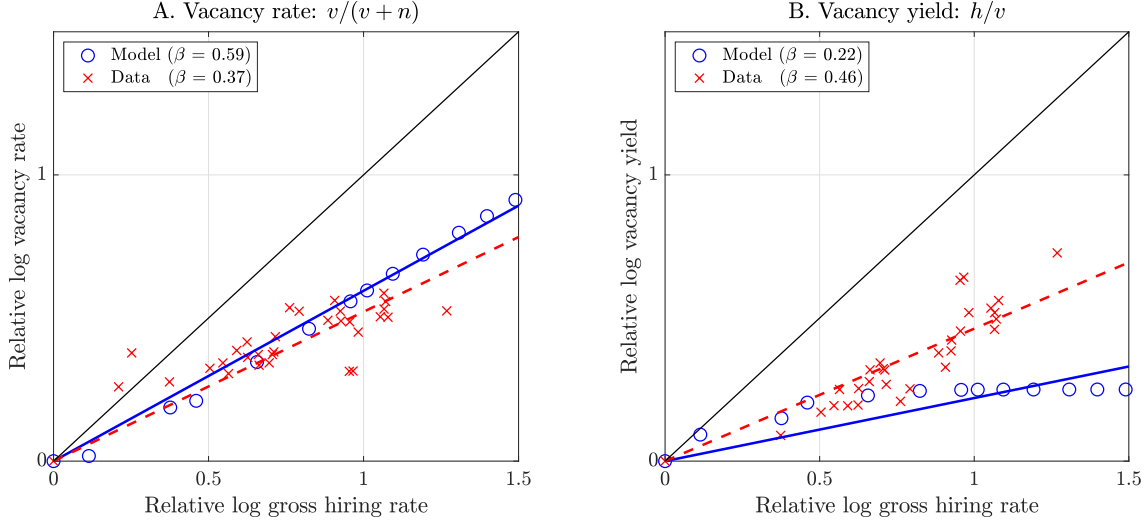 A. Vacancy rate: v/(v + n)
Model (β = 0.59)
Data (β = 0.37)
Relative log vacancy rate
1
0
0 0.5 1 1.5
Relative log gross hiring rate
B. Vacancy yield: h/v
Model (β = 0.22)
Data (β = 0.46)
Relative log vacancy yield
1
0
0 0.5 1 1.5
Relative log gross hiring rate